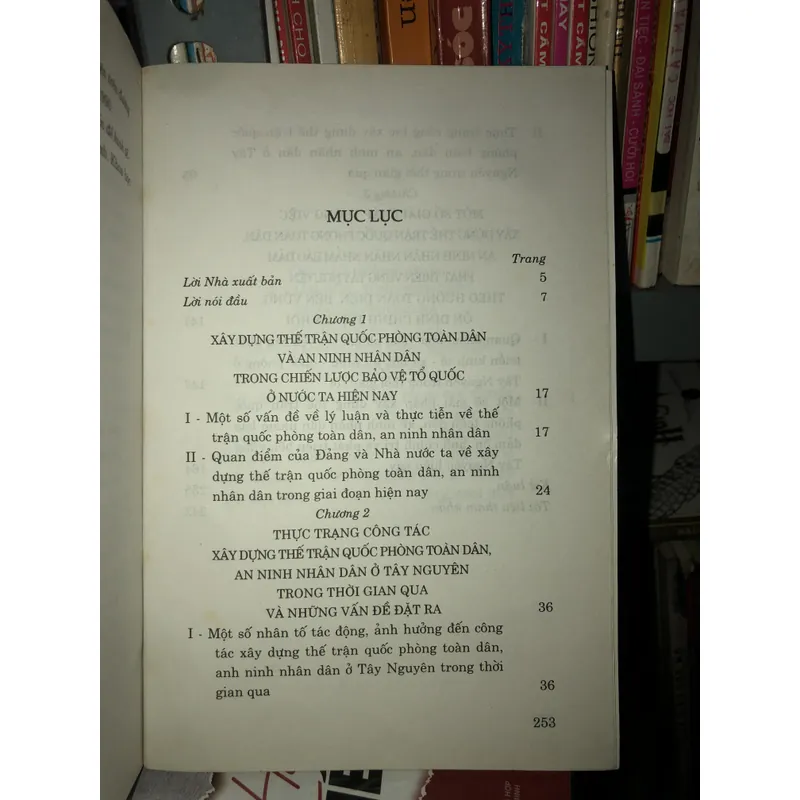 MỤC LỤC
Trang
Lời Nhà xuất bản 5
Lời nói đầu 7
Chương 1
XÂY DỰNG THẾ TRẬN QUỐC PHÒNG TOÀN DÂN
VÀ AN NINH NHÂN DÂN
TRONG CHIẾN LƯỢC BẢO VỆ TỔ QUỐC
Ở NƯỚC TA HIỆN NAY 17
I - Một số vấn đề về lý luận và thực tiễn về thế
trận quốc phòng toàn dân, an ninh nhân dân 17
II - Quan điểm của Đảng và Nhà nước ta về xây
dựng thế trận quốc phòng toàn dân, an ninh
nhân dân trong giai đoạn hiện nay 24
Chương 2
THỰC TRẠNG CÔNG TÁC
XÂY DỰNG THẾ TRẬN QUỐC PHÒNG TOÀN DÂN,
AN NINH NHÂN DÂN Ở TÂY NGUYÊN
TRONG THỜI GIAN QUA
VÀ NHỮNG VẤN ĐỀ ĐẶT RA 36
I - Một số nhân tố tác động, ảnh hưởng đến công
tác xây dựng thế trận quốc phòng toàn dân,
anh ninh nhân dân ở Tây Nguyên trong thời
gian qua 36
253
TIỆC - ĐẠI SẢNH - CƯỚI HỎI